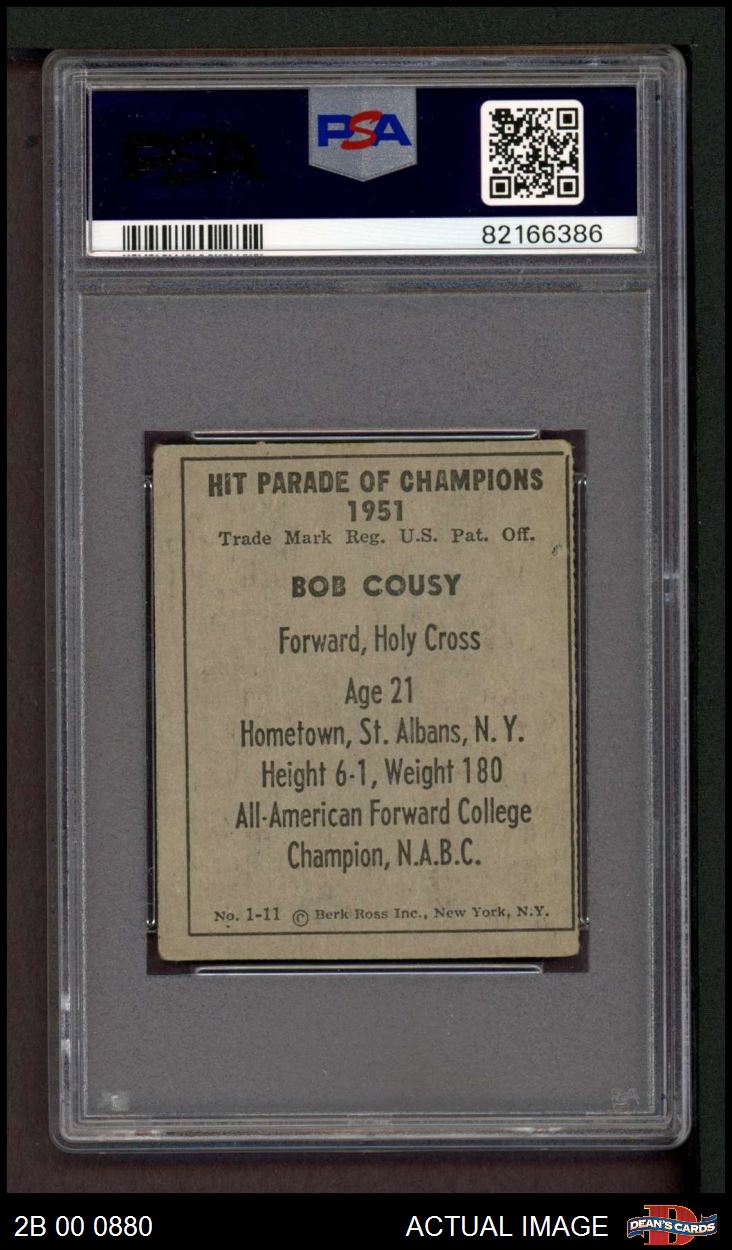 PSA
PSA
82166386
HIT PARADE OF CHAMPIONS
1951
Trade Mark Reg. U.S. Pat. Off.
BOB COUSY
Forward, Holy Cross
Age 21
Hometown, St. Albans, N. Y.
Height 6-1, Weight 180
All-American Forward College
Champion, N.A.B.C.
No. 1-11 © Berk Ross Inc., New York, N.Y.
2B 00 0880
ACTUAL IMAGE
D
DEAN'S CARDS